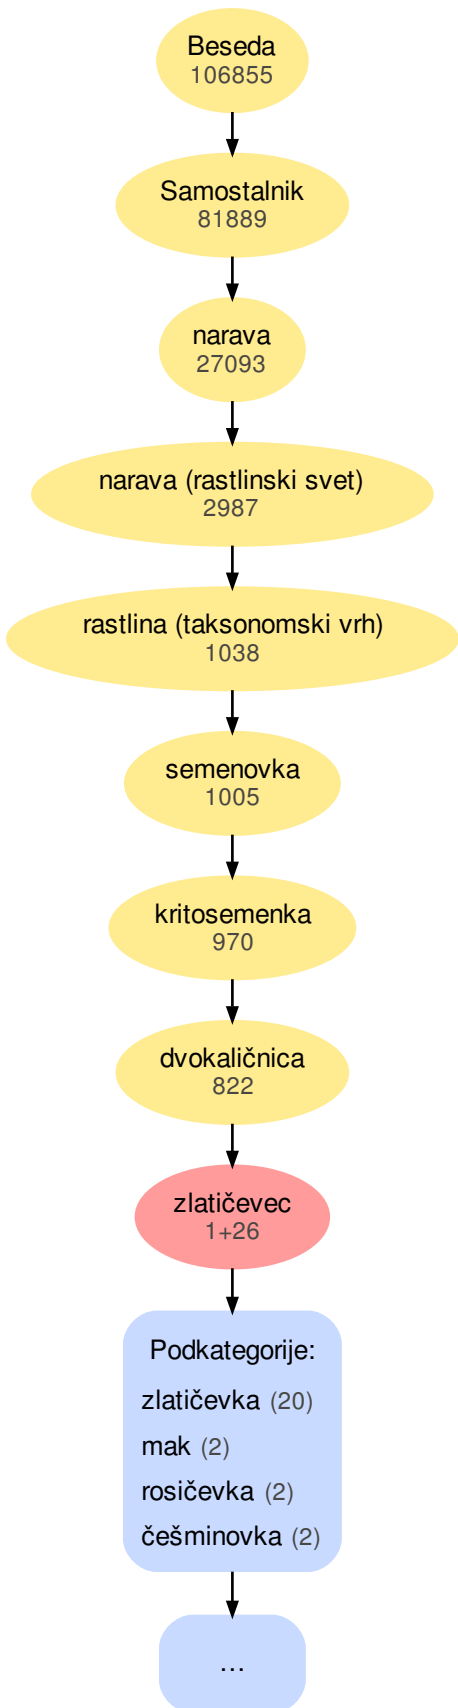 Beseda
106855
Samostalnik
81889
narava
27093
narava (rastlinski svet)
2987
rastlina (taksonomski vrh)
1038
semenovka
1005
kritosemenka
970
dvokaličnica
822
zlatičevec
1+26
Podkategorije:
zlatičevka (20)
mak (2)
rosičevka (2)
češminovka (2)
...